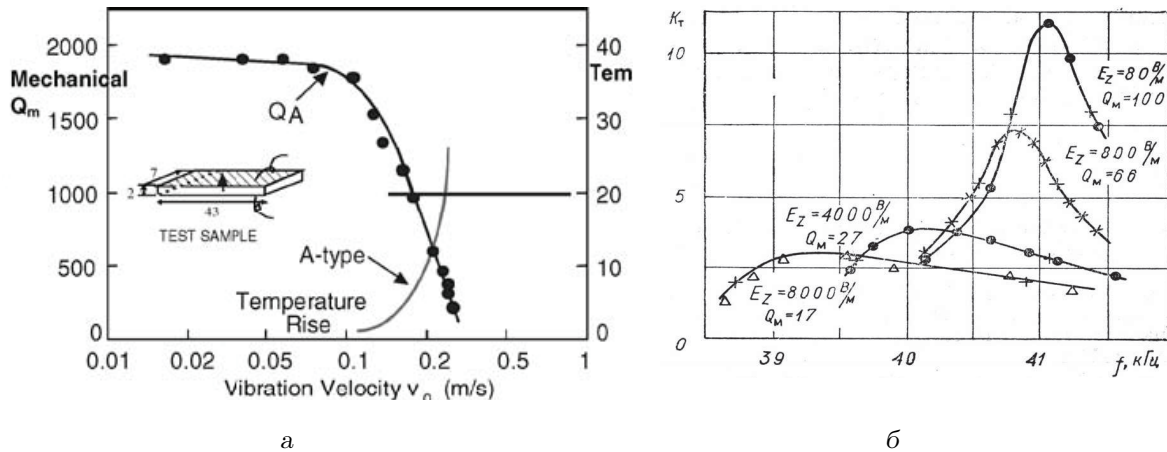 2000
1500
1000
500
0
Mechanical
Qm
QA
7
2
43
TEST SAMPLE
A-type
Temperature
Rise
40
30
20
10
0
Tem
0.01
0.02
0.05
0.1
0.2
0.5
1
Vibration Velocity v₀ (m/s)
а
Kт
10
5
0
Ez=80 В/м
Qм=100
Ez=800 В/м
Qм=66
Ez=4000 В/м
Qм=27
Ez=8000 В/м
Qм=17
39
40
41
f, кГц
б